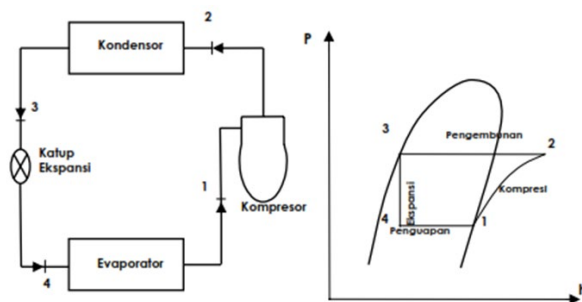 2
Kondensor
3
Katup
Ekspansi
1
Kompresor
Evaporator
4
P
3
Pengembunan
2
Ekspansi
Kompresi
4
Penguapan
1